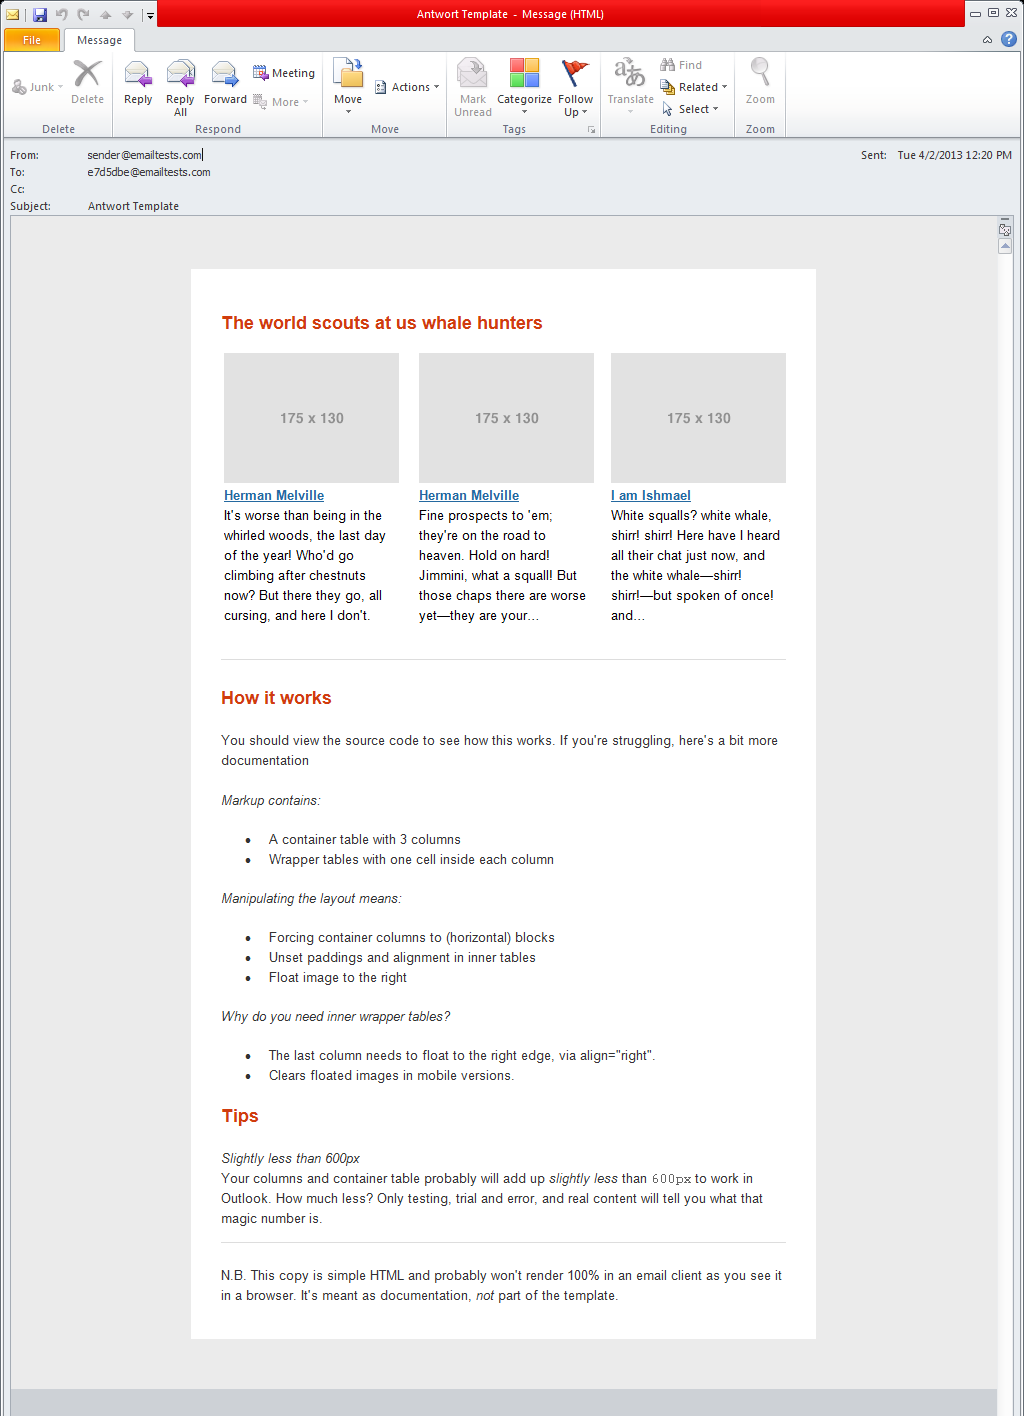 Antwort Template - Message (HTML)
File Message
Junk Delete Reply Reply All Forward Meeting More Move Actions Mark Unread Categorize Follow Up Translate Find Related Select Zoom
Delete Respond Move Tags Editing Zoom
From: sender@emailtests.com Sent: Tue 4/2/2013 12:20 PM
To: e7d5dbe@emailtests.com
Cc:
Subject: Antwort Template
The world scouts at us whale hunters
175 x 130 175 x 130 175 x 130
Herman Melville
It's worse than being in the
whirled woods, the last day
of the year! Who'd go
climbing after chestnuts
now? But there they go, all
cursing, and here I don't.
Herman Melville
Fine prospects to 'em;
they're on the road to
heaven. Hold on hard!
Jimmini, what a squall! But
those chaps there are worse
yet—they are your...
I am Ishmael
White squalls? white whale,
shirr! shirr! Here have I heard
all their chat just now, and
the white whale—shirr!
shirr!—but spoken of once!
and...
How it works
You should view the source code to see how this works. If you're struggling, here's a bit more
documentation
Markup contains:
• A container table with 3 columns
• Wrapper tables with one cell inside each column
Manipulating the layout means:
• Forcing container columns to (horizontal) blocks
• Unset paddings and alignment in inner tables
• Float image to the right
Why do you need inner wrapper tables?
• The last column needs to float to the right edge, via align="right".
• Clears floated images in mobile versions.
Tips
Slightly less than 600px
Your columns and container table probably will add up slightly less than 600px to work in
Outlook. How much less? Only testing, trial and error, and real content will tell you what that
magic number is.
N.B. This copy is simple HTML and probably won't render 100% in an email client as you see it
in a browser. It's meant as documentation, not part of the template.